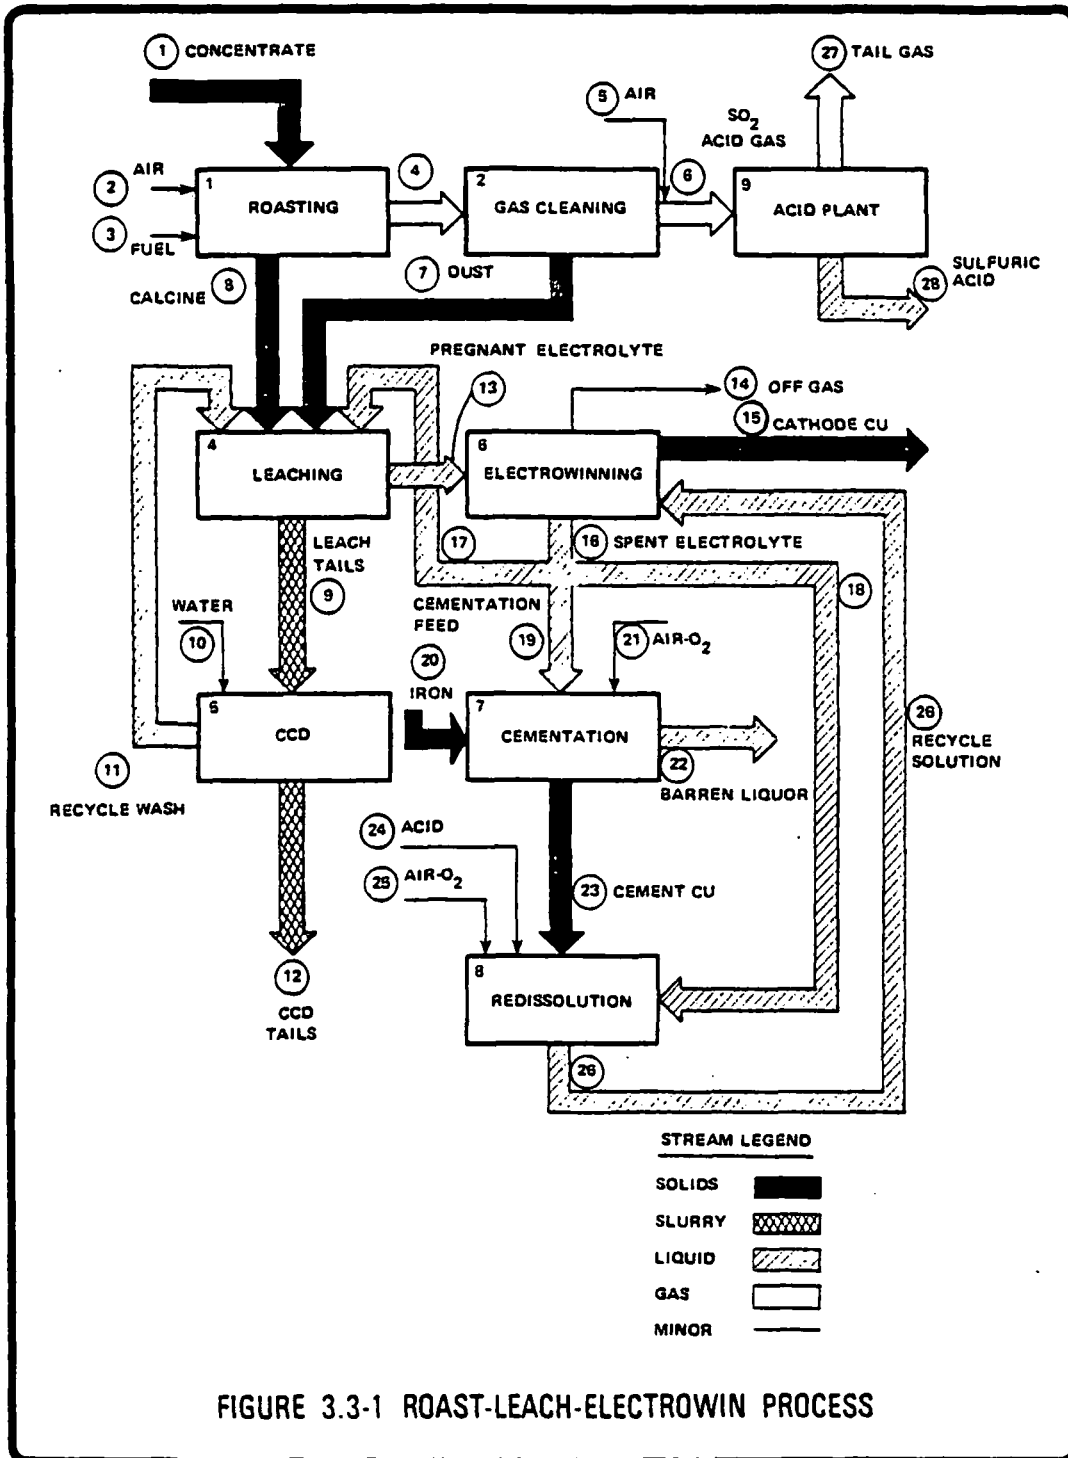 1 CONCENTRATE
27 TAIL GAS
5 AIR
SO2
ACID GAS
2 AIR
3 FUEL
1
ROASTING
4
2
GAS CLEANING
6
9
ACID PLANT
8
CALCINE
7 DUST
28
SULFURIC
ACID
PREGNANT ELECTROLYTE
13
14 OFF GAS
15 CATHODE CU
4
LEACHING
6
ELECTROWINNING
LEACH
TAILS
9
17
16 SPENT ELECTROLYTE
18
WATER
10
CEMENTATION
FEED
19
21 AIR-O2
20
IRON
5
CCD
7
CEMENTATION
26
RECYCLE
SOLUTION
11
RECYCLE WASH
22
BARREN LIQUOR
24 ACID
25 AIR-O2
23 CEMENT CU
12
CCD
TAILS
8
REDISSOLUTION
26
STREAM LEGEND
SOLIDS
SLURRY
LIQUID
GAS
MINOR
FIGURE 3.3-1 ROAST-LEACH-ELECTROWIN PROCESS